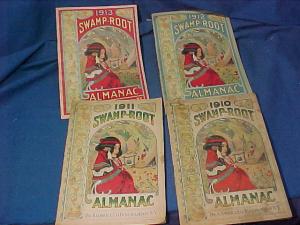 1913
SWAMP-ROOT
ALMANAC
1912
SWAMP-ROOT
ALMANAC
1911
SWAMP-ROOT
ALMANAC
1910
SWAMP-ROOT
ALMANAC